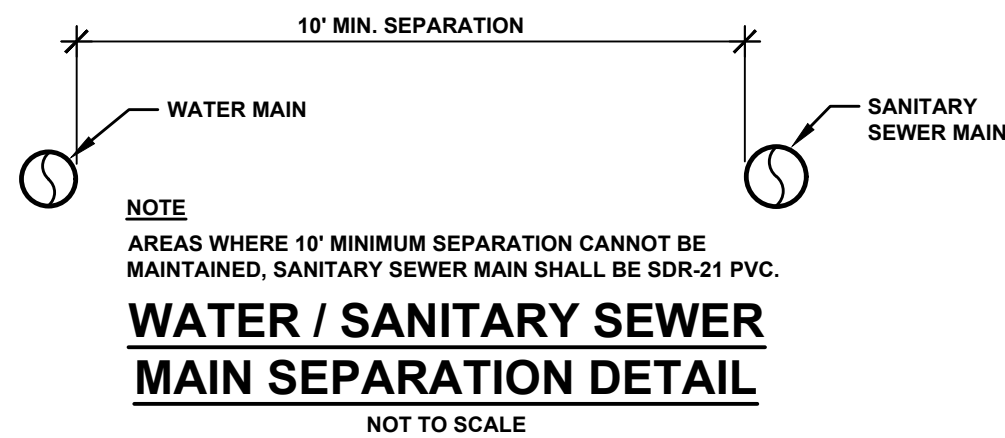 10' MIN. SEPARATION
WATER MAIN
SANITARY
SEWER MAIN
NOTE
AREAS WHERE 10' MINIMUM SEPARATION CANNOT BE
MAINTAINED, SANITARY SEWER MAIN SHALL BE SDR-21 PVC.
WATER / SANITARY SEWER
MAIN SEPARATION DETAIL
NOT TO SCALE